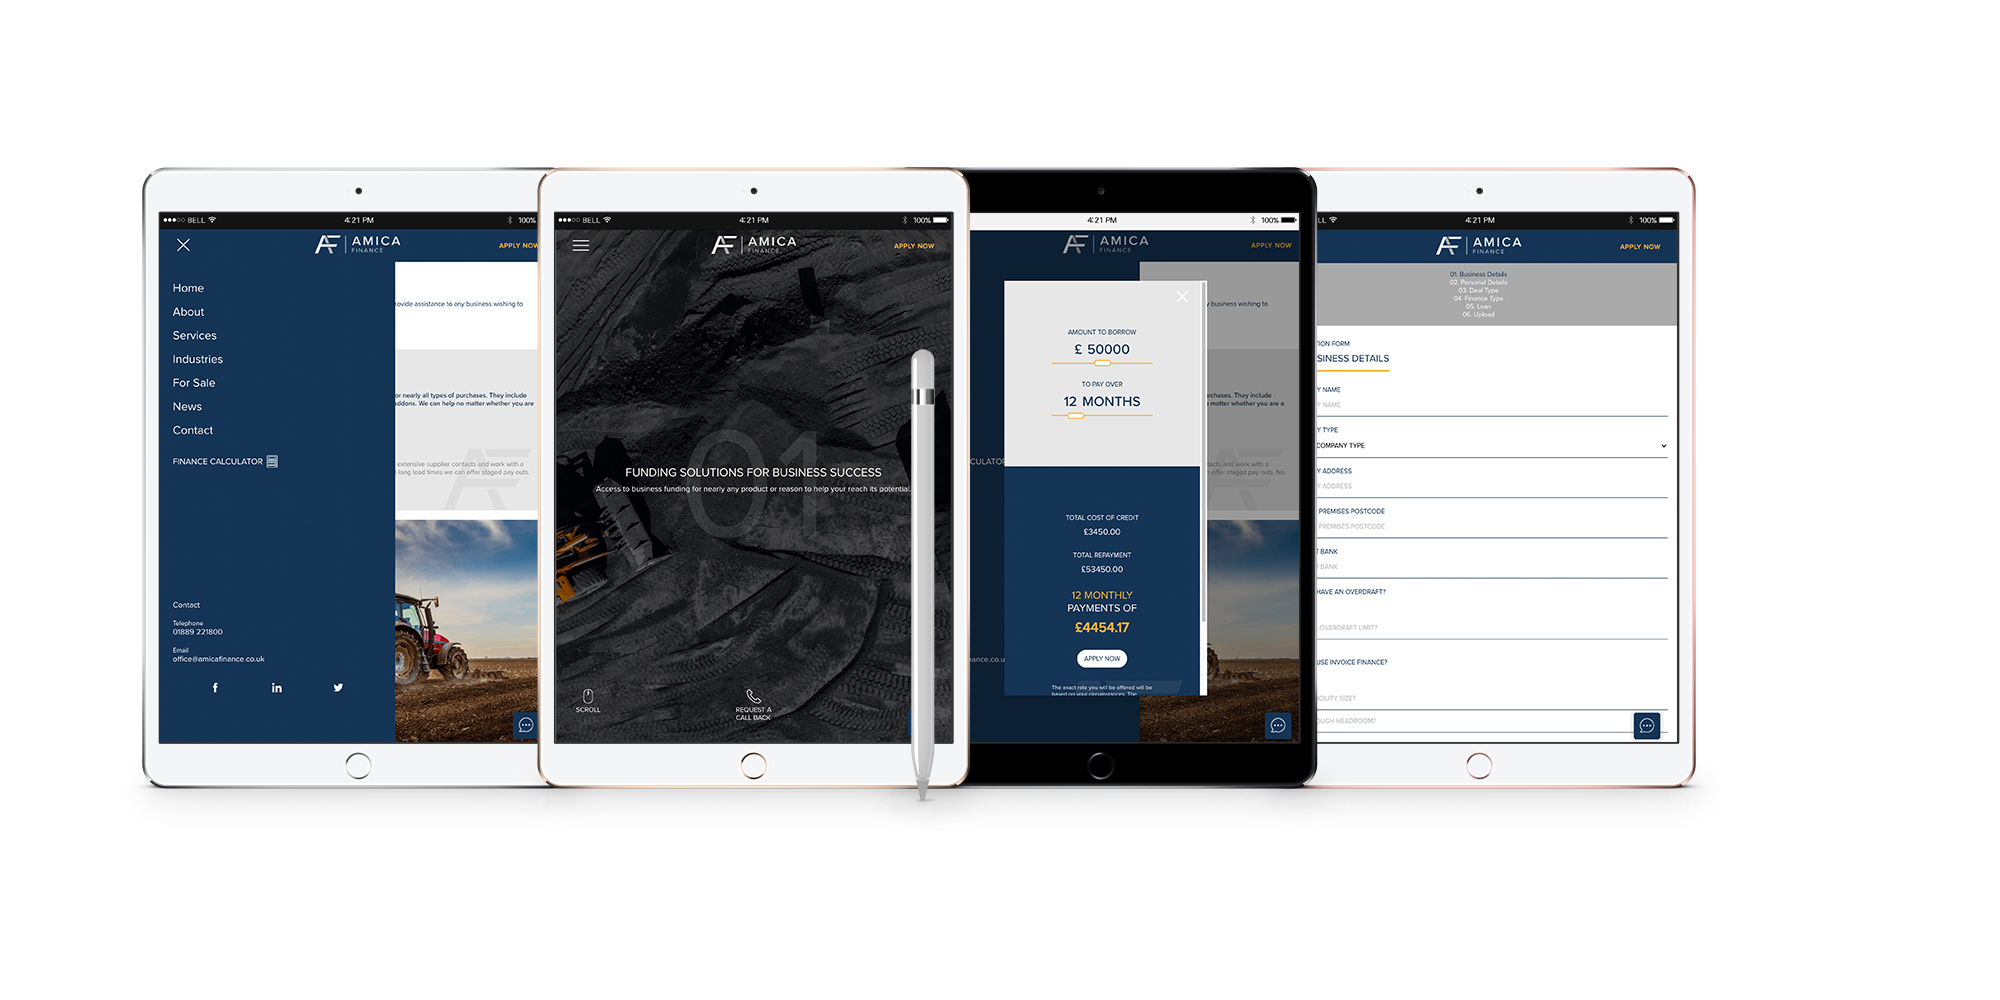 BELL
4:21 PM
100%
AF AMICA
FINANCE
APPLY NOW
Home
About
Services
Industries
For Sale
News
Contact
FINANCE CALCULATOR
Contact
Telephone
01889 221800
Email
office@amicafinance.co.uk
f
in
rovide assistance to any business wishing to
or nearly all types of purchases. They include
addons. We can help no matter whether you are
extensive supplier contacts and work with a
long lead times we can offer staged pay outs.
BELL
4:21 PM
100%
AF AMICA
FINANCE
APPLY NOW
01
FUNDING SOLUTIONS FOR BUSINESS SUCCESS
Access to business funding for nearly any product or reason to help your reach its potential.
SCROLL
REQUEST A
CALL BACK
4:21 PM
100%
AF AMICA
FINANCE
APPLY NOW
AMOUNT TO BORROW
£ 50000
TO PAY OVER
12 MONTHS
TOTAL COST OF CREDIT
£3450.00
TOTAL REPAYMENT
£53450.00
12 MONTHLY
PAYMENTS OF
£4454.17
APPLY NOW
The exact rate you will be offered will be
based on your circumstances. The
CULATOR
ance.co.u
y business wishing to
rchases. They include
matter whether you are a
tacts and work with a
offer staged pay outs. No
LL
4:21 PM
100%
AF AMICA
FINANCE
APPLY NOW
01. Business Details
02. Personal Details
03. Deal Type
04. Finance Type
05. Loan
06. Upload
TION FORM
SINESS DETAILS
Y NAME
Y NAME
Y TYPE
COMPANY TYPE
Y ADDRESS
Y ADDRESS
PREMISES POSTCODE
PREMISES POSTCODE
T BANK
T BANK
HAVE AN OVERDRAFT?
OVERDRAFT LIMIT?
USE INVOICE FINANCE?
CILITY SIZE?
OUGH HEADROOM?